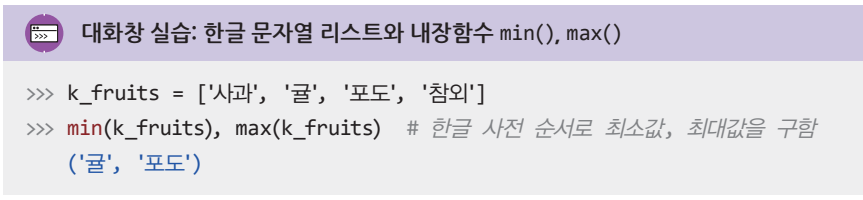 대화창 실습: 한글 문자열 리스트와 내장함수 min(), max()
>>> k_fruits = ['사과', '귤', '포도', '참외']
>>> min(k_fruits), max(k_fruits) # 한글 사전 순서로 최소값, 최대값을 구함
('귤', '포도')